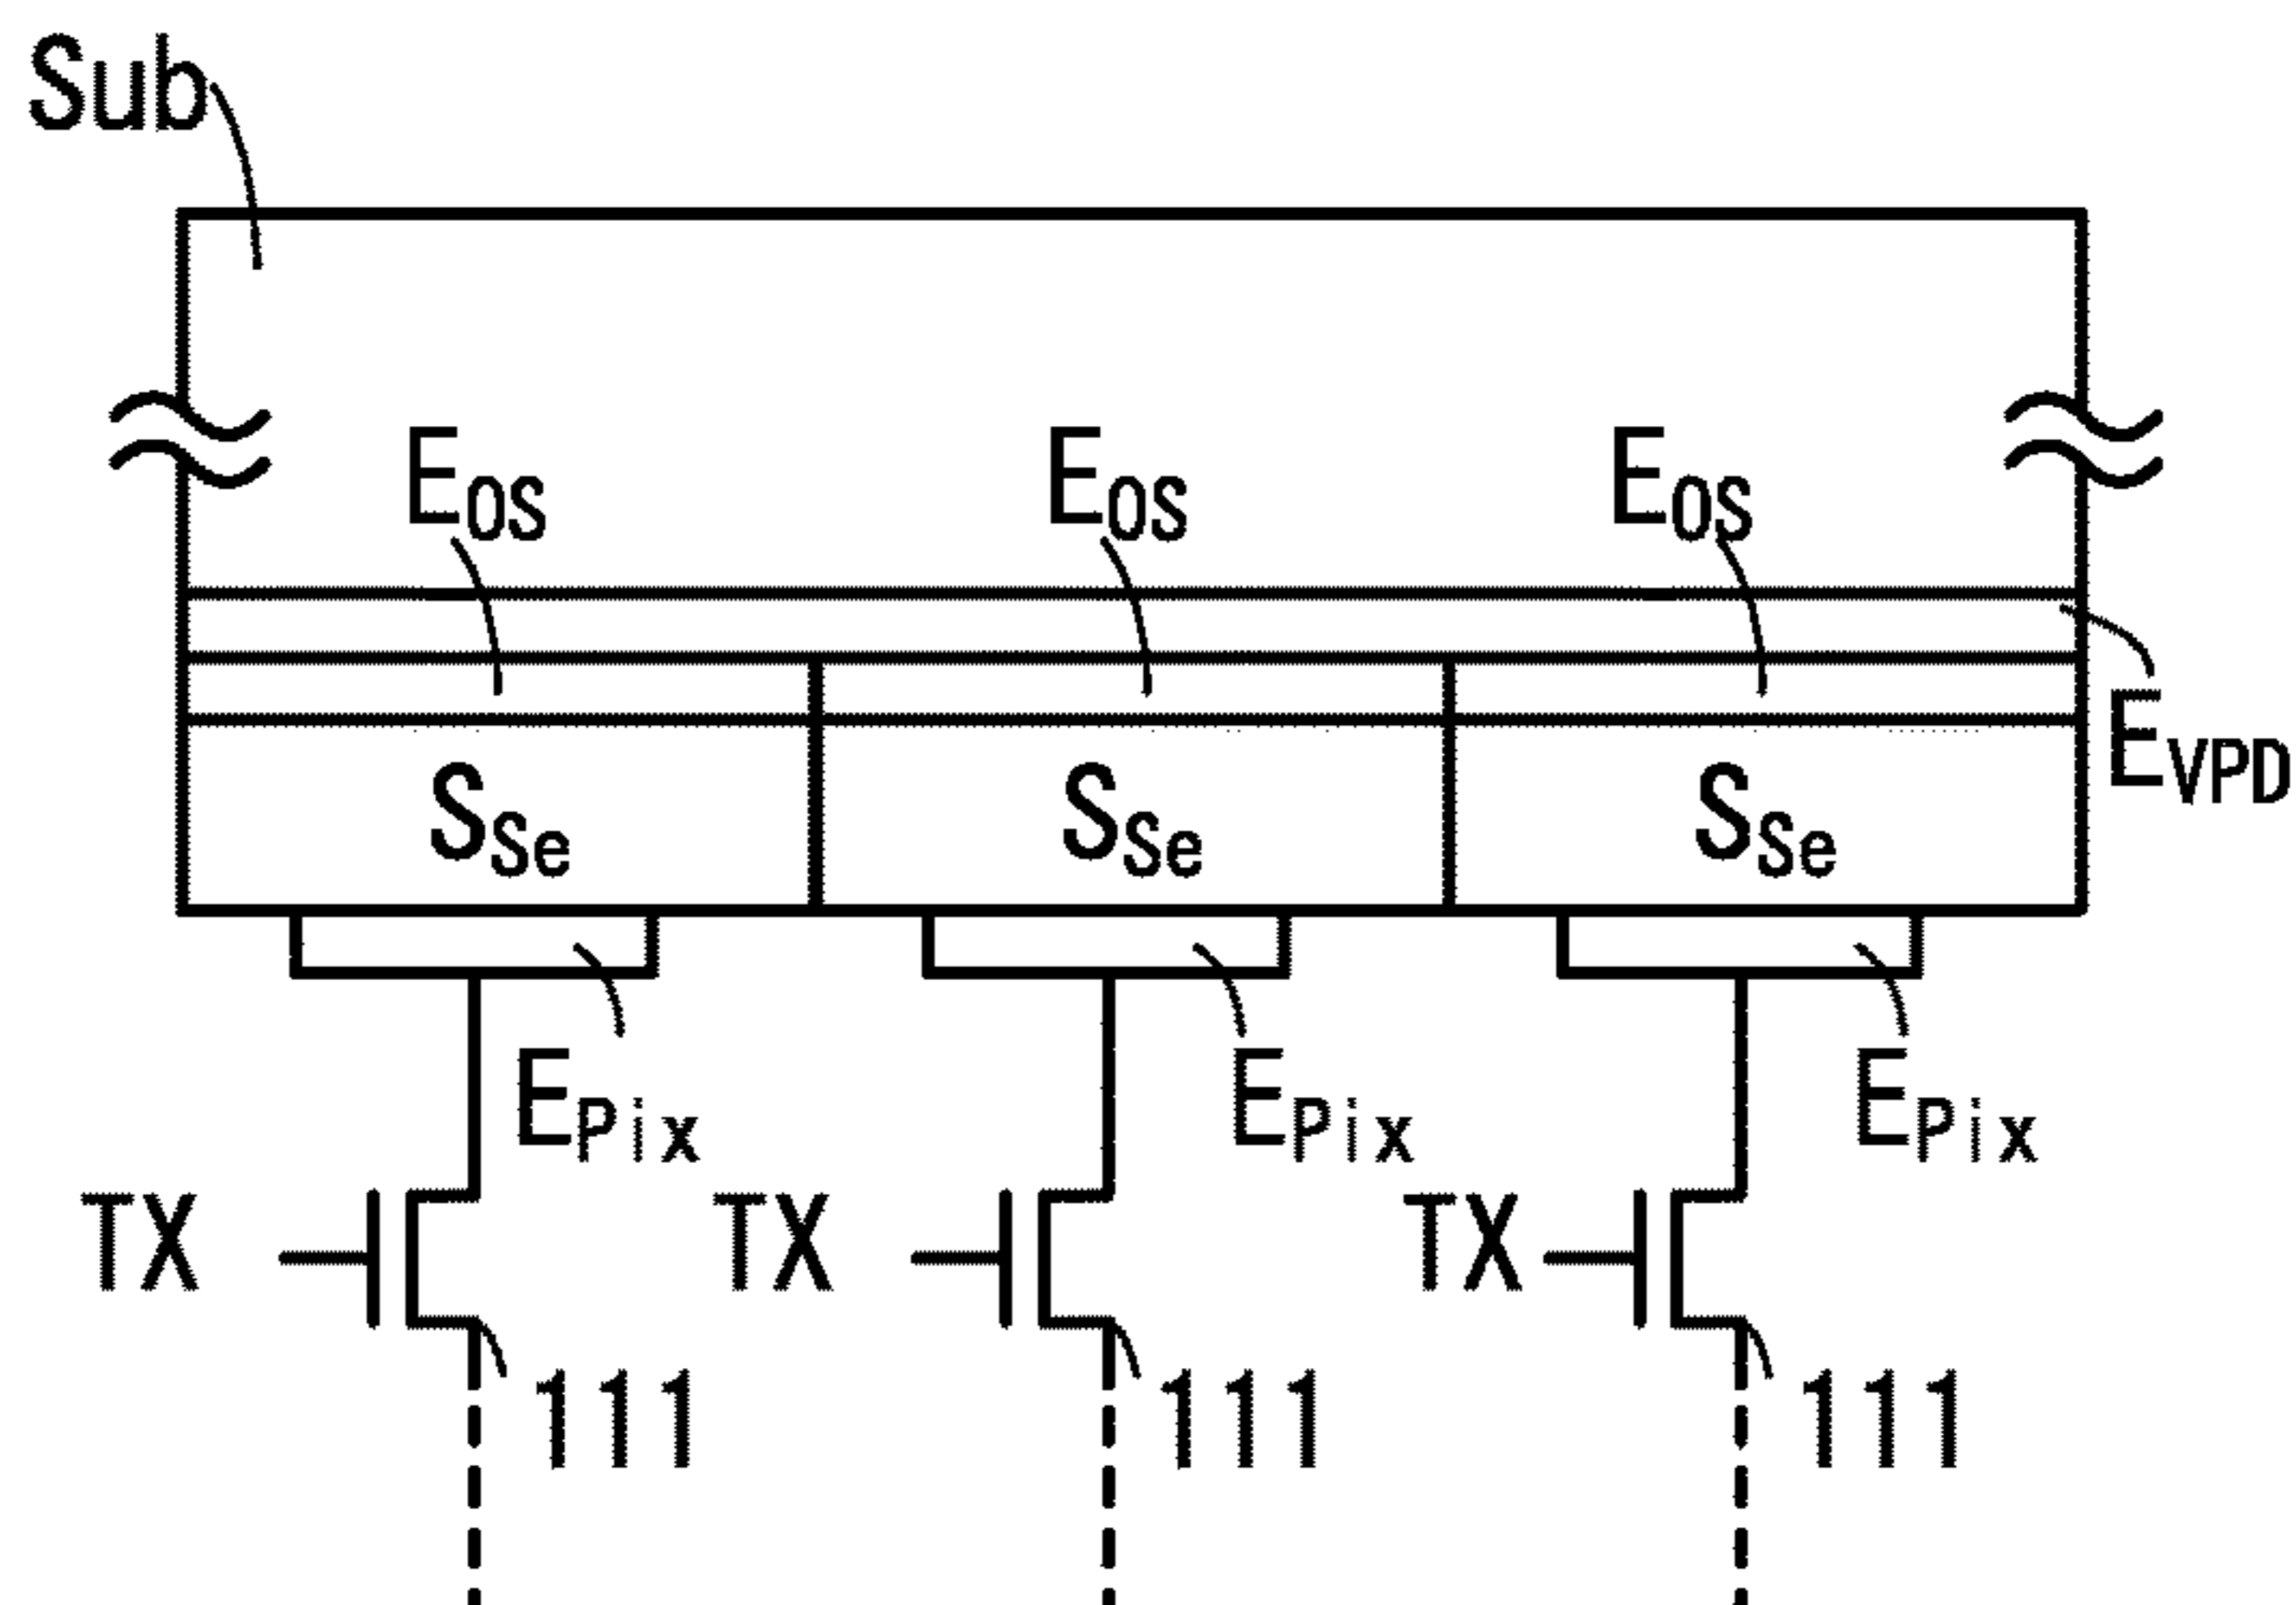 Sub
E_OS E_OS E_OS
E_VPD
S_Se S_Se S_Se
E_Pix E_Pix E_Pix
TX TX TX
111 111 111